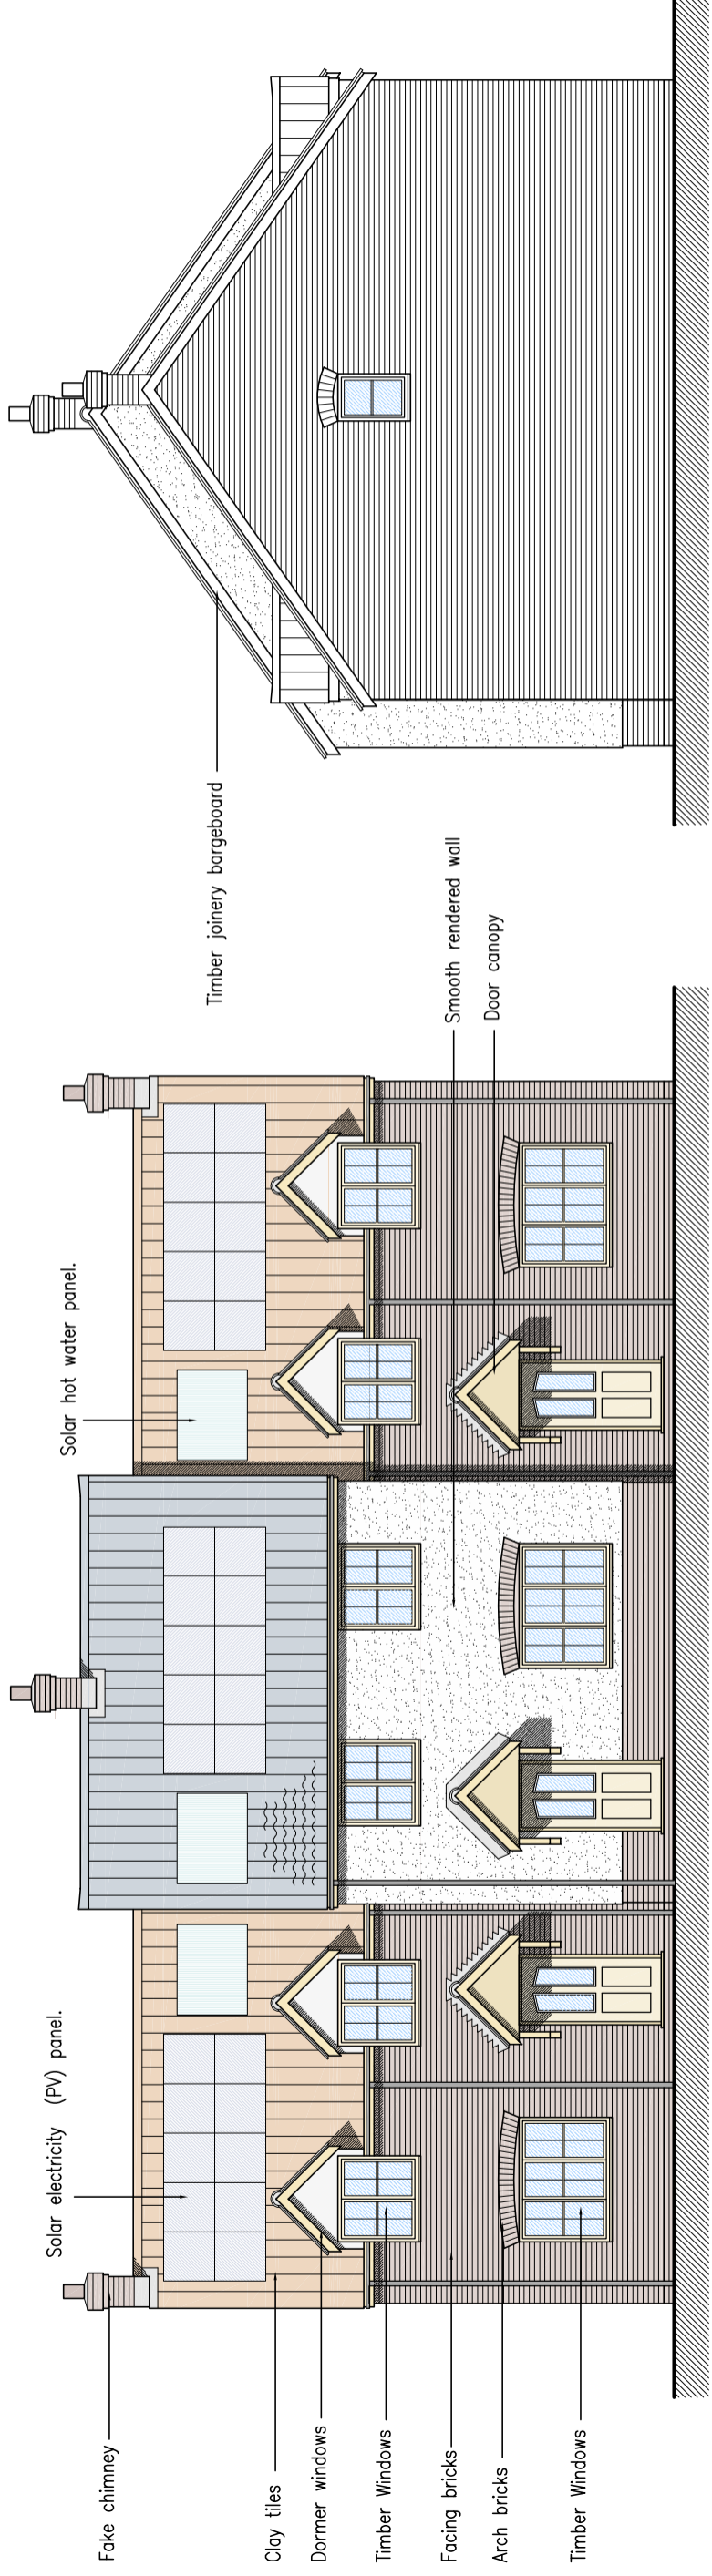 Fake chimney
Clay tiles
Dormer windows
Timber Windows
Facing bricks
Arch bricks
Timber Windows
Solar electricity (PV) panel.
Solar hot water panel.
Smooth rendered wall
Door canopy
Timber joinery bargeboard